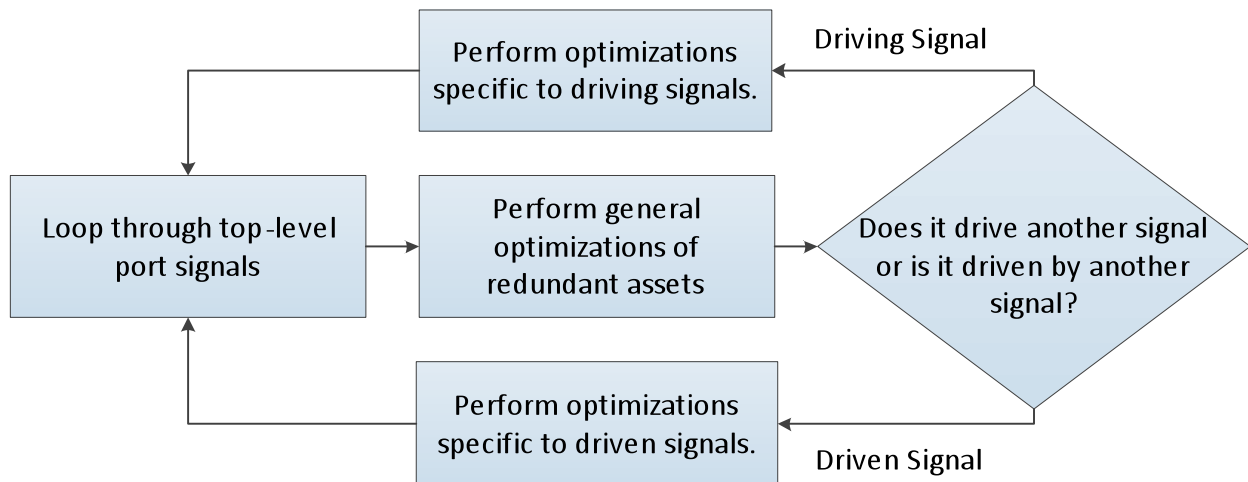 Perform optimizations
specific to driving signals.
Driving Signal
Loop through top-level
port signals
Perform general
optimizations of
redundant assets
Does it drive another signal
or is it driven by another
signal?
Perform optimizations
specific to driven signals.
Driven Signal